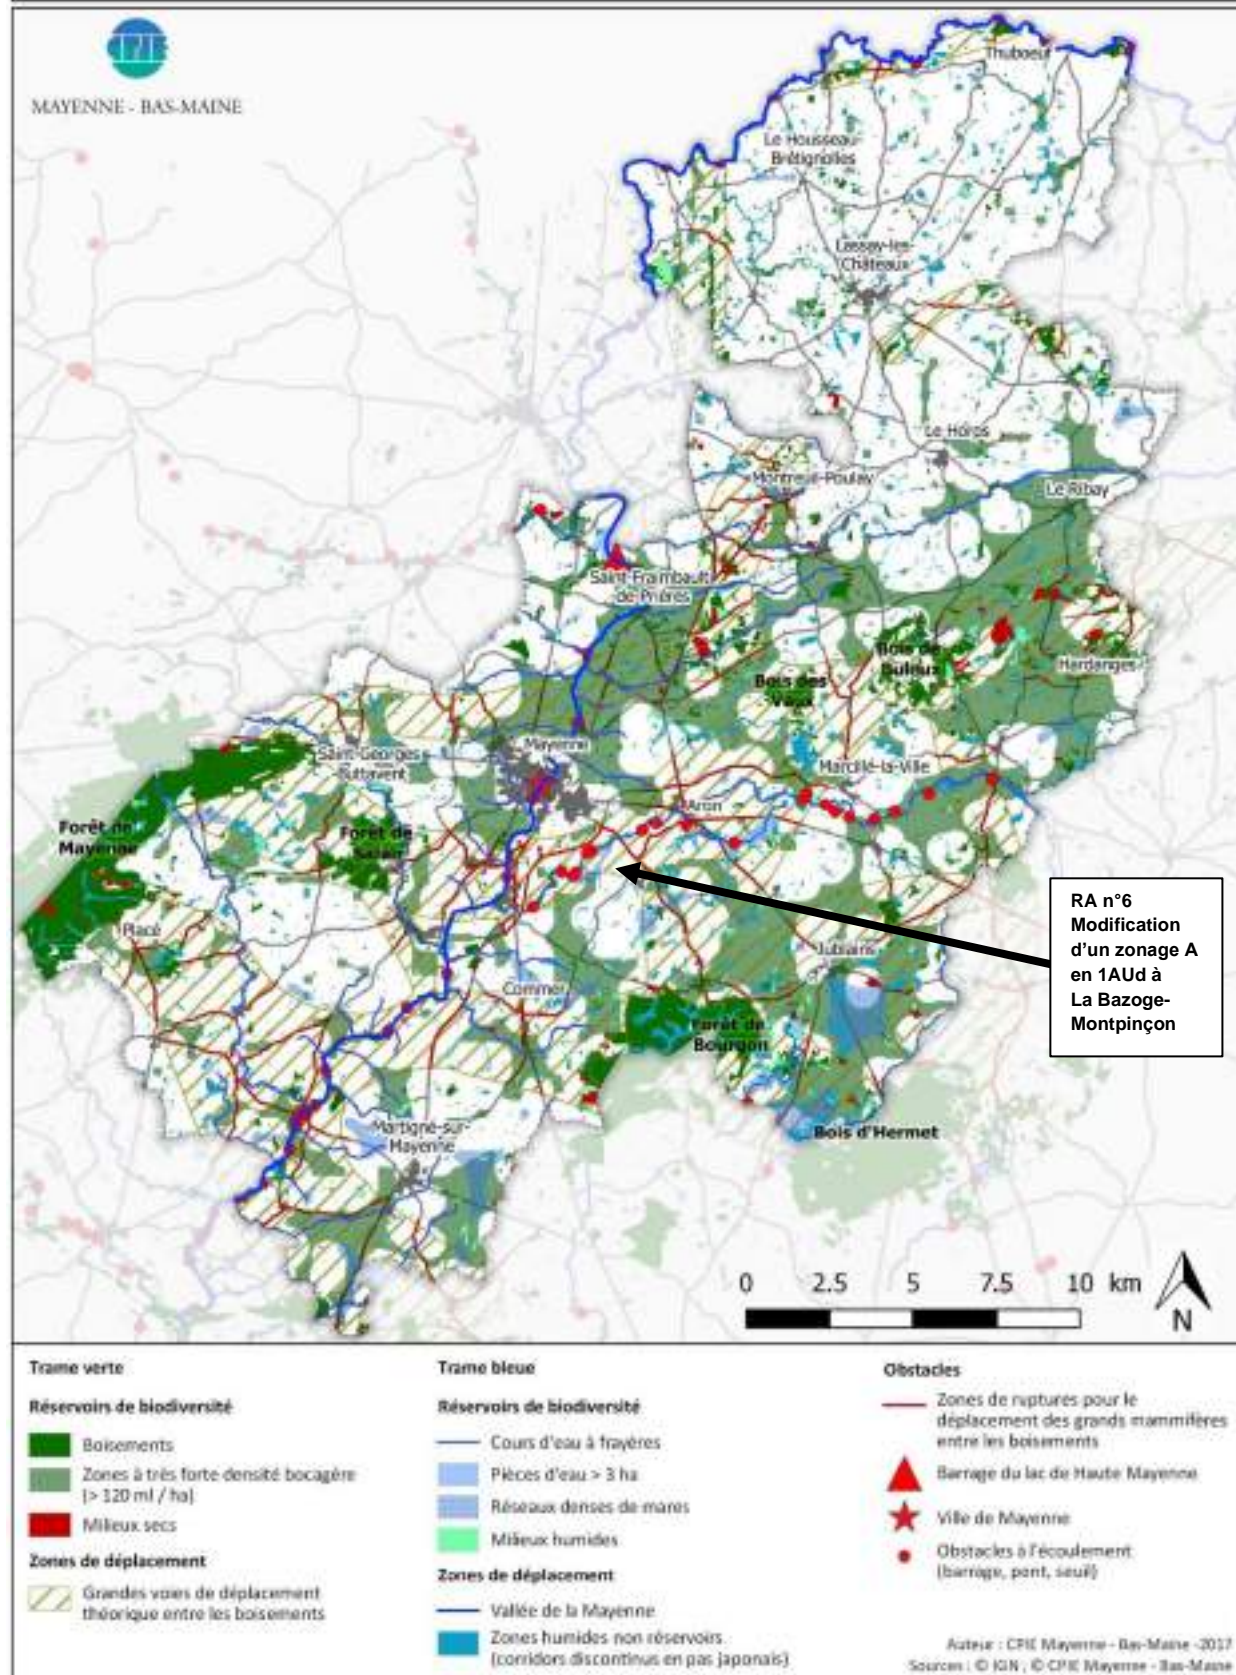 CPIE
MAYENNE - BAS-MAINE
Thuboeuf
Le Housseau-
Brétignolles
Lassay-les-
Châteaux
Le Horps
Montreuil-Poulay
Le Ribay
Saint-Fraimbault-
de-Prières
Bois de
Buleux
Hardanges
Bois des
Vaux
Mayenne
Saint-Georges-
Buttavent
Marcillé-la-Ville
Aron
Forêt de
Mayenne
Forêt de
Salair
RA n°6
Modification
d'un zonage A
en 1AUd à
La Bazoge-
Montpinçon
Placé
Jublains
Commer
Forêt de
Bourgon
Martigné-sur-
Mayenne
Bois d'Hermet
0 2.5 5 7.5 10 km
N
Trame verte
Réservoirs de biodiversité
Boisements
Zones à très forte densité bocagère
(> 120 ml / ha)
Milieux secs
Zones de déplacement
Grandes voies de déplacement
théorique entre les boisements
Trame bleue
Réservoirs de biodiversité
Cours d'eau à frayères
Pièces d'eau > 3 ha
Réseaux denses de mares
Milieux humides
Zones de déplacement
Vallée de la Mayenne
Zones humides non réservoirs
(corridors discontinus en pas japonais)
Obstacles
Zones de ruptures pour le
déplacement des grands mammifères
entre les boisements
Barrage du lac de Haute Mayenne
Ville de Mayenne
Obstacles à l'écoulement
(barrage, pont, seuil)
Auteur : CPIE Mayenne - Bas-Maine -2017
Sources : © IGN , © CPIE Mayenne - Bas-Maine